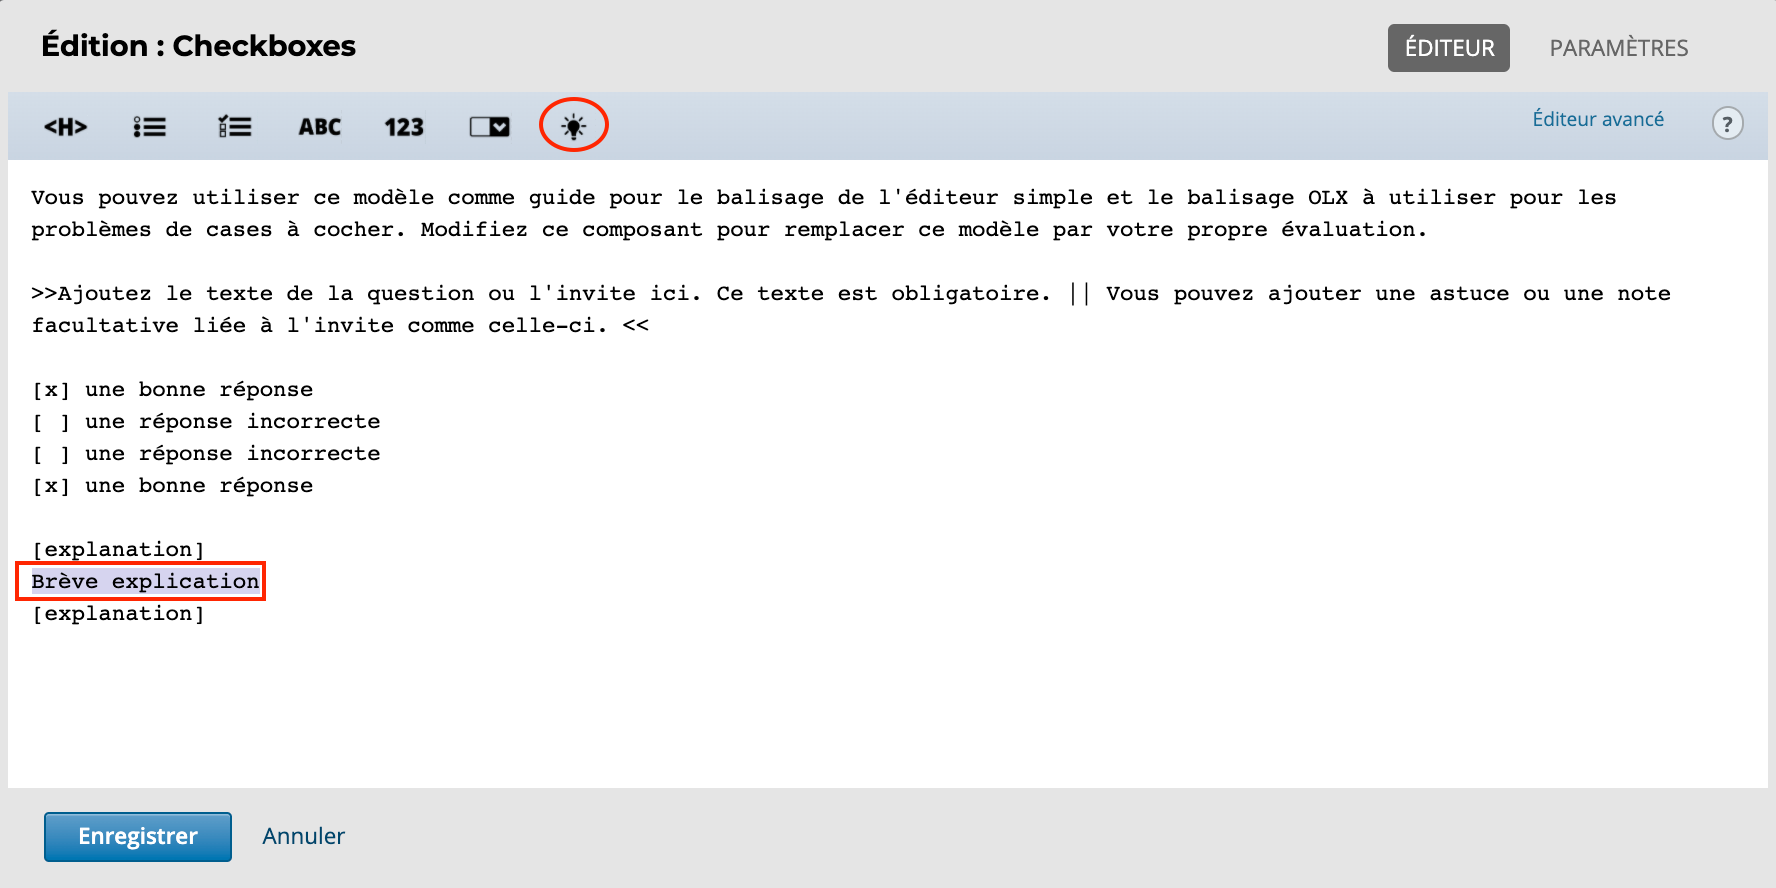 Édition : Checkboxes
ÉDITEUR
PARAMÈTRES
<H>
ABC
123
Éditeur avancé
?
Vous pouvez utiliser ce modèle comme guide pour le balisage de l'éditeur simple et le balisage OLX à utiliser pour les
problèmes de cases à cocher. Modifiez ce composant pour remplacer ce modèle par votre propre évaluation.
>>Ajoutez le texte de la question ou l'invite ici. Ce texte est obligatoire. || Vous pouvez ajouter une astuce ou une note
facultative liée à l'invite comme celle-ci. <<
[x] une bonne réponse
[ ] une réponse incorrecte
[ ] une réponse incorrecte
[x] une bonne réponse
[explanation]
Brève explication
[explanation]
Enregistrer
Annuler